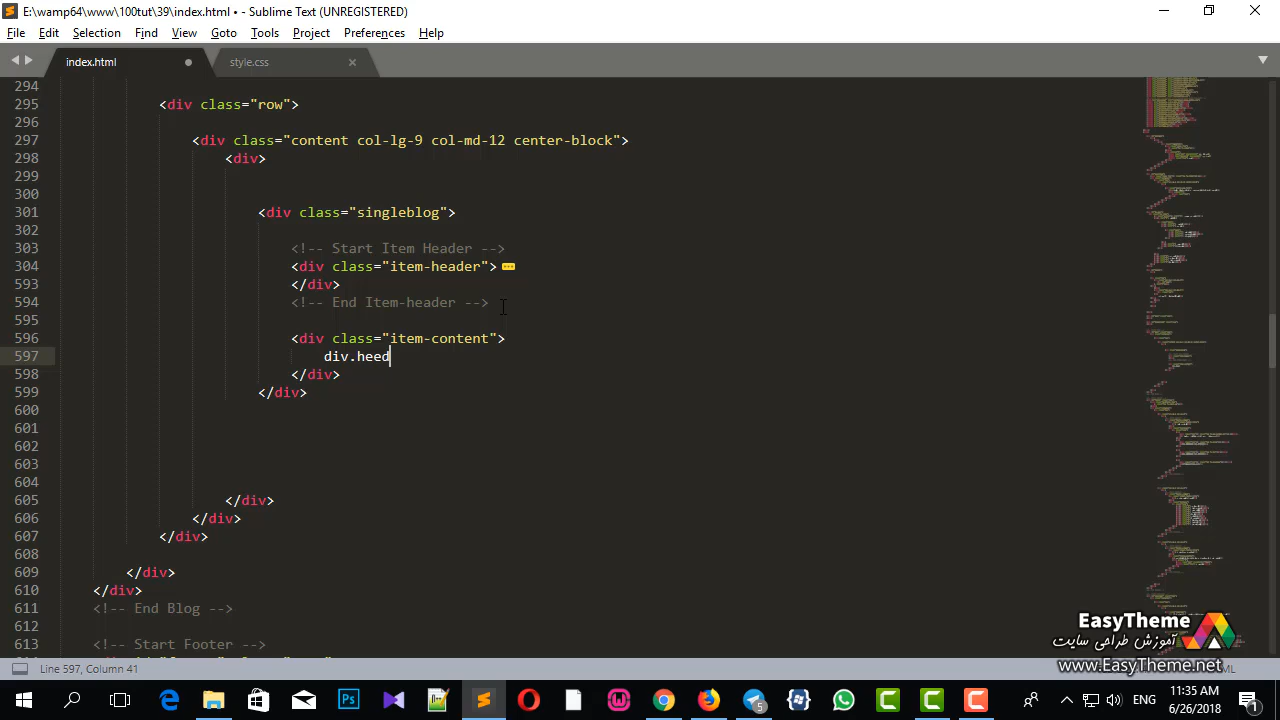 E:\wamp64\www\100tut\39\index.html • - Sublime Text (UNREGISTERED)
File Edit Selection Find View Goto Tools Project Preferences Help
index.html style.css
294
295 <div class="row">
296
297 <div class="content col-lg-9 col-md-12 center-block">
298 <div>
299
300
301 <div class="singleblog">
302
303 <!-- Start Item Header -->
304 <div class="item-header">
593 </div>
594 <!-- End Item-header -->
595
596 <div class="item-content">
597 div.heed
598 </div>
599 </div>
600
601
602
603
604
605 </div>
606 </div>
607 </div>
608
609 </div>
610 </div>
611 <!-- End Blog -->
612
613 <!-- Start Footer -->
EasyTheme
آموزش طراحی سایت
www.EasyTheme.net
Line 597, Column 41
5
ENG
11:35 AM
6/26/2018
1